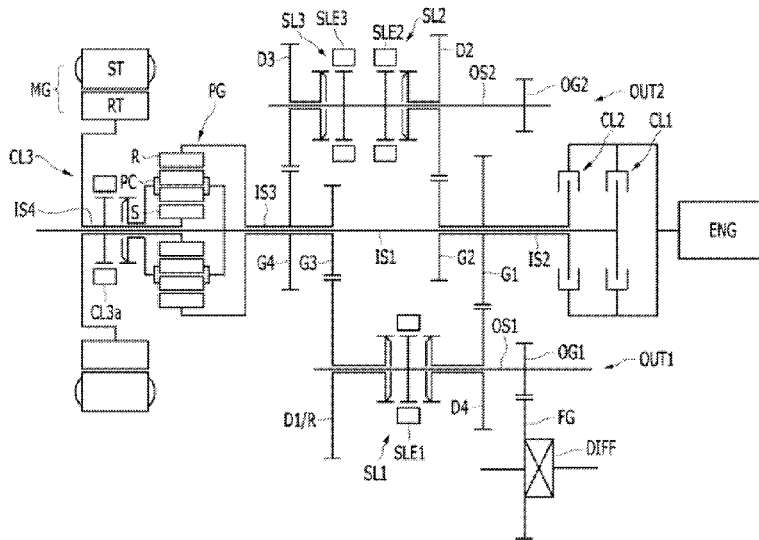 SL3
SLE3
SLE2
SL2
D3
D2
OS2
OG2
OUT2
ST
MG
RT
PG
CL2
CL1
CL3
R
PC
IS4
S
IS3
ENG
G4
G3
IS1
G2
G1
IS2
CL3a
OS1
OG1
OUT1
D1/R
SL1
SLE1
D4
FG
DIFF